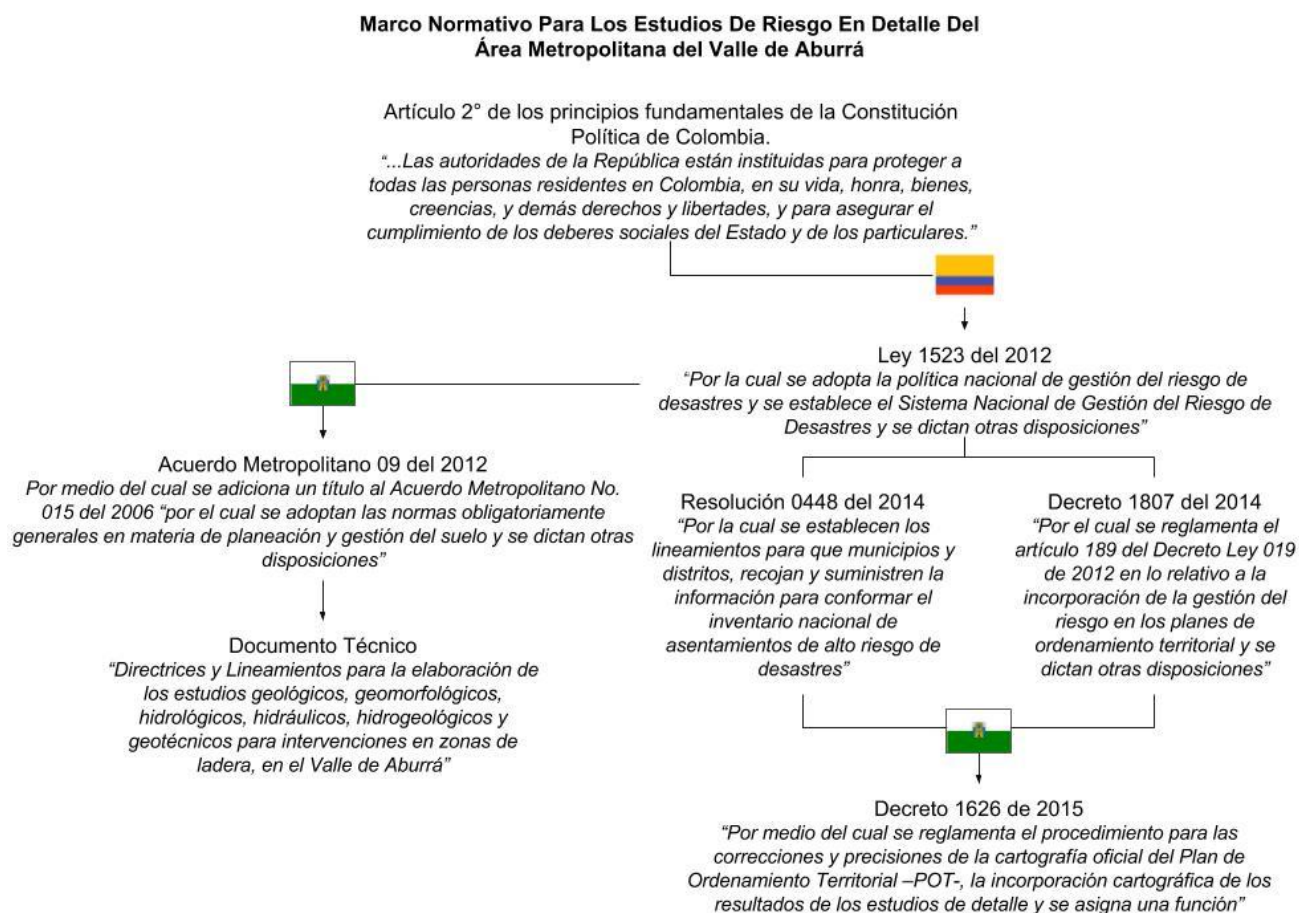 Marco Normativo Para Los Estudios De Riesgo En Detalle Del
Área Metropolitana del Valle de Aburrá
Artículo 2° de los principios fundamentales de la Constitución
Política de Colombia.
“...Las autoridades de la República están instituidas para proteger a
todas las personas residentes en Colombia, en su vida, honra, bienes,
creencias, y demás derechos y libertades, y para asegurar el
cumplimiento de los deberes sociales del Estado y de los particulares.”
Ley 1523 del 2012
“Por la cual se adopta la política nacional de gestión del riesgo de
desastres y se establece el Sistema Nacional de Gestión del Riesgo de
Desastres y se dictan otras disposiciones”
Acuerdo Metropolitano 09 del 2012
Por medio del cual se adiciona un título al Acuerdo Metropolitano No.
015 del 2006 “por el cual se adoptan las normas obligatoriamente
generales en materia de planeación y gestión del suelo y se dictan otras
disposiciones”
Documento Técnico
“Directrices y Lineamientos para la elaboración de
los estudios geológicos, geomorfológicos,
hidrológicos, hidráulicos, hidrogeológicos y
geotécnicos para intervenciones en zonas de
ladera, en el Valle de Aburrá”
Resolución 0448 del 2014
“Por la cual se establecen los
lineamientos para que municipios y
distritos, recojan y suministren la
información para conformar el
inventario nacional de
asentamientos de alto riesgo de
desastres”
Decreto 1807 del 2014
“Por el cual se reglamenta el
artículo 189 del Decreto Ley 019
de 2012 en lo relativo a la
incorporación de la gestión del
riesgo en los planes de
ordenamiento territorial y se
dictan otras disposiciones”
Decreto 1626 de 2015
“Por medio del cual se reglamenta el procedimiento para las
correcciones y precisiones de la cartografía oficial del Plan de
Ordenamiento Territorial –POT-, la incorporación cartográfica de los
resultados de los estudios de detalle y se asigna una función”